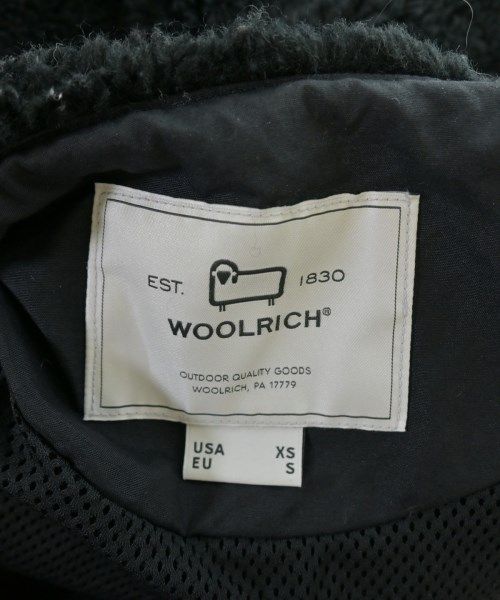 EST. 1830
WOOLRICH®
OUTDOOR QUALITY GOODS
WOOLRICH, PA 17779
USA XS
EU S